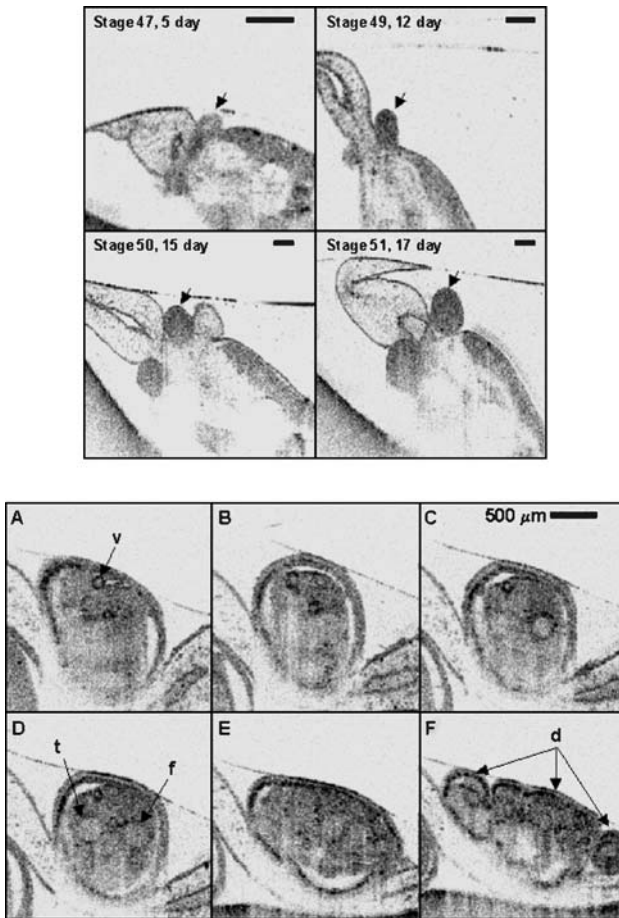 Stage 47, 5 day
Stage 49, 12 day
Stage 50, 15 day
Stage 51, 17 day
A
v
B
C
500 μm
D
t
f
E
F
d